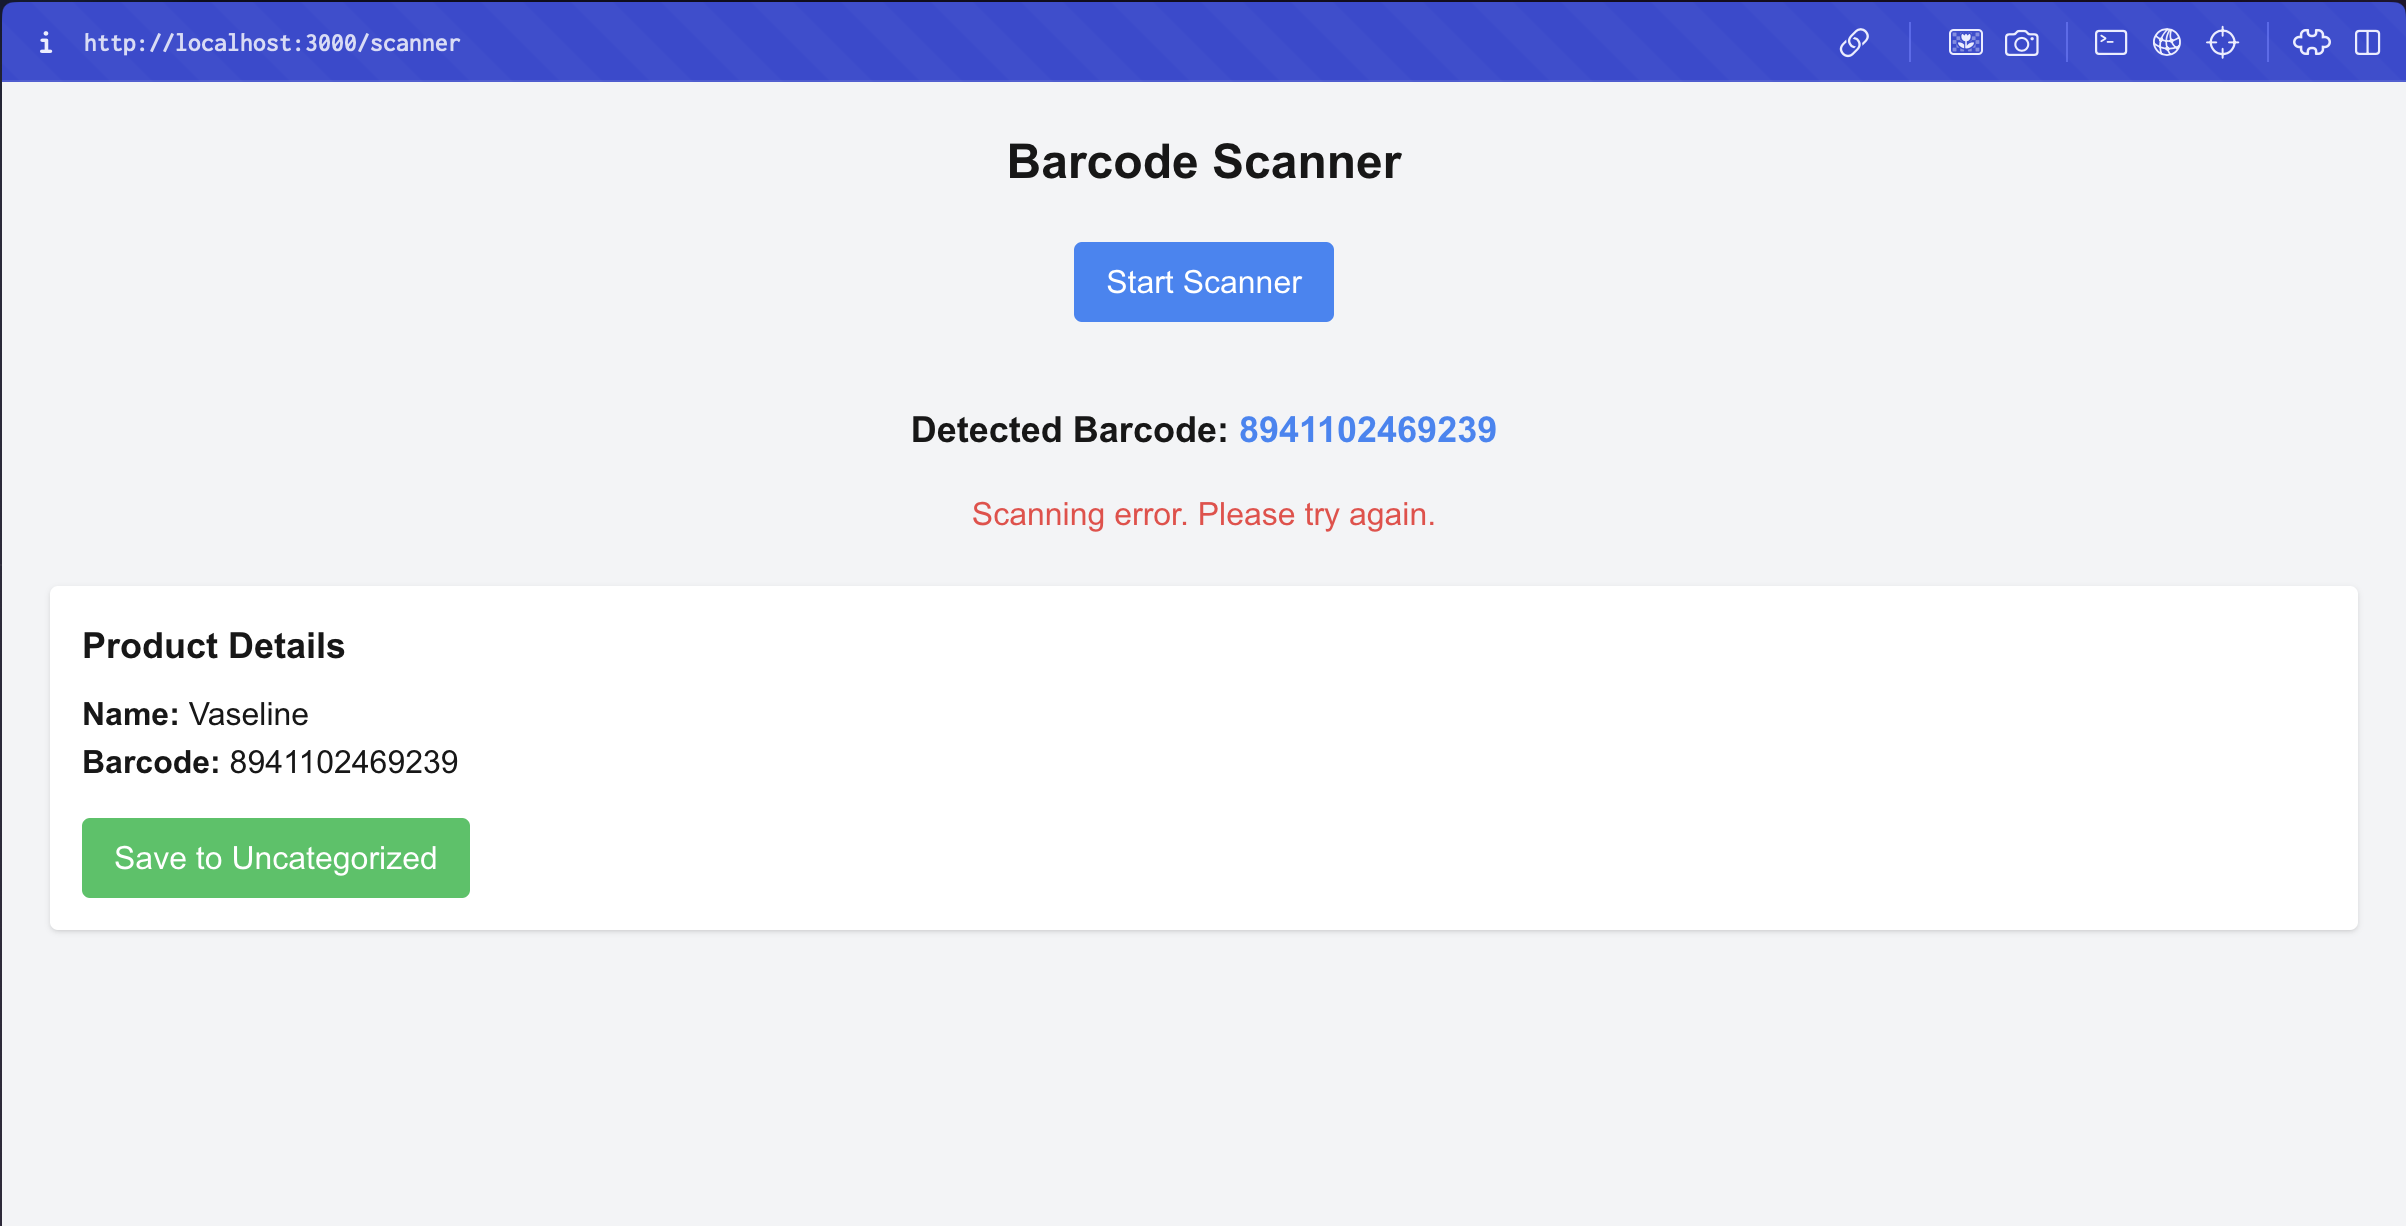 http://localhost:3000/scanner
Barcode Scanner
Start Scanner
Detected Barcode: 8941102469239
Scanning error. Please try again.
Product Details
Name: Vaseline
Barcode: 8941102469239
Save to Uncategorized